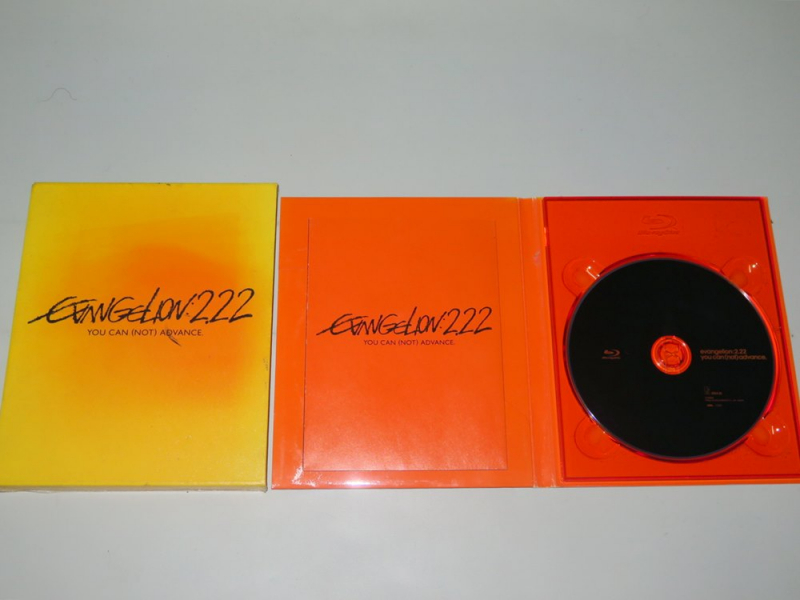 EVANGELION:2.22
YOU CAN (NOT) ADVANCE.
EVANGELION:2.22
YOU CAN (NOT) ADVANCE.
evangelion:2.22
you can (not) advance.